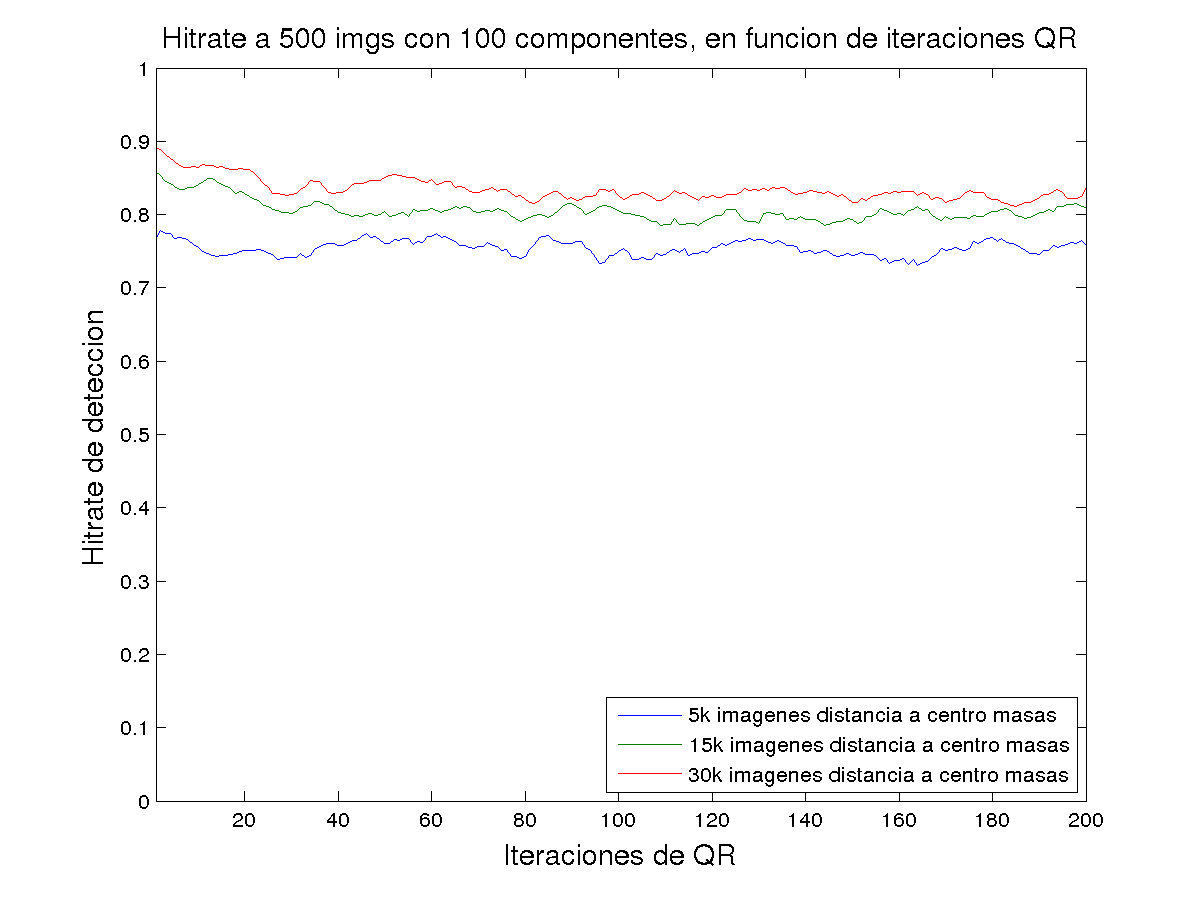 Hitrate a 500 imgs con 100 componentes, en funcion de iteraciones QR
1
0.9
0.8
0.7
0.6
0.5
0.4
0.3
0.2
0.1
0
Hitrate de deteccion
5k imagenes distancia a centro masas
15k imagenes distancia a centro masas
30k imagenes distancia a centro masas
20 40 60 80 100 120 140 160 180 200
Iteraciones de QR